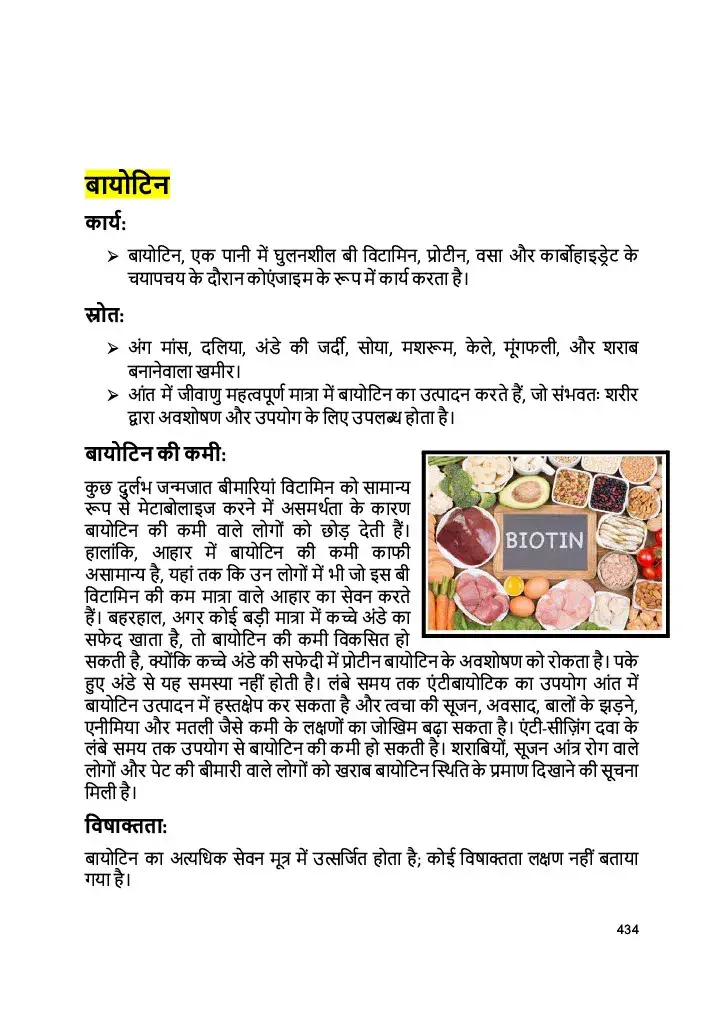 बायोटिन
कार्य:
➢ बायोटिन, एक पानी में घुलनशील बी विटामिन, प्रोटीन, वसा और कार्बोहाइड्रेट के
चयापचय के दौरान कोएंजाइम के रूप में कार्य करता है।
स्रोत:
➢ अंग मांस, दलिया, अंडे की जर्दी, सोया, मशरूम, केले, मूंगफली, और शराब
बनानेवाला खमीर।
➢ आंत में जीवाणु महत्वपूर्ण मात्रा में बायोटिन का उत्पादन करते हैं, जो संभवतः शरीर
द्वारा अवशोषण और उपयोग के लिए उपलब्ध होता है।
बायोटिन की कमी:
कुछ दुर्लभ जन्मजात बीमारियां विटामिन को सामान्य
रूप से मेटाबोलाइज करने में असमर्थता के कारण
बायोटिन की कमी वाले लोगों को छोड़ देती हैं।
हालांकि, आहार में बायोटिन की कमी काफी
असामान्य है, यहां तक कि उन लोगों में भी जो इस बी
विटामिन की कम मात्रा वाले आहार का सेवन करते
हैं। बहरहाल, अगर कोई बड़ी मात्रा में कच्चे अंडे का
सफेद खाता है, तो बायोटिन की कमी विकसित हो
BIOTIN
सकती है, क्योंकि कच्चे अंडे की सफेदी में प्रोटीन बायोटिन के अवशोषण को रोकता है। पके
हुए अंडे से यह समस्या नहीं होती है। लंबे समय तक एंटीबायोटिक का उपयोग आंत में
बायोटिन उत्पादन में हस्तक्षेप कर सकता है और त्वचा की सूजन, अवसाद, बालों के झड़ने,
एनीमिया और मतली जैसे कमी के लक्षणों का जोखिम बढ़ा सकता है। एंटी-सीज़िंग दवा के
लंबे समय तक उपयोग से बायोटिन की कमी हो सकती है। शराबियों, सूजन आंत्र रोग वाले
लोगों और पेट की बीमारी वाले लोगों को खराब बायोटिन स्थिति के प्रमाण दिखाने की सूचना
मिली है।
विषाक्तता:
बायोटिन का अत्यधिक सेवन मूत्र में उत्सर्जित होता है; कोई विषाक्तता लक्षण नहीं बताया
गया है।
434